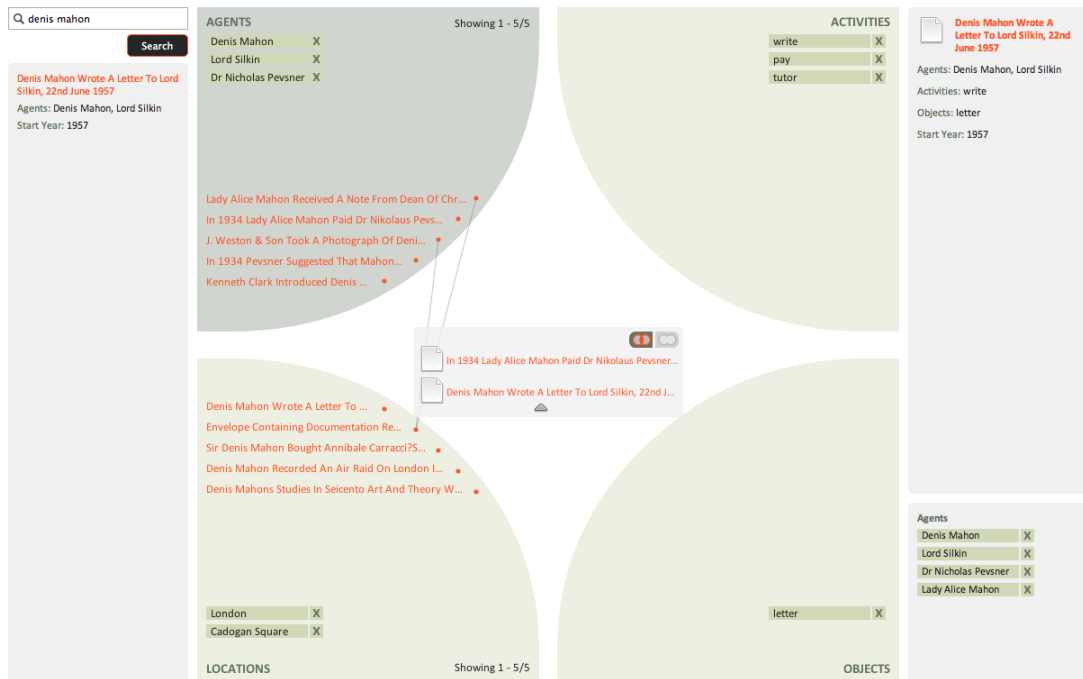 denis mahon
Search
Denis Mahon Wrote A Letter To Lord
Silkin, 22nd June 1957
Agents: Denis Mahon, Lord Silkin
Start Year: 1957
AGENTS
Showing 1 - 5/5
Denis Mahon X
Lord Silkin X
Dr Nicholas Pevsner X
Lady Alice Mahon Received A Note From Dean Of Chr...
In 1934 Lady Alice Mahon Paid Dr Nikolaus Pevs...
J. Weston & Son Took A Photograph Of Deni...
In 1934 Pevsner Suggested That Mahon...
Kenneth Clark Introduced Denis ...
ACTIVITIES
write X
pay X
tutor X
In 1934 Lady Alice Mahon Paid Dr Nikolaus Pevsner...
Denis Mahon Wrote A Letter To Lord Silkin, 22nd J...
Denis Mahon Wrote A Letter To ...
Envelope Containing Documentation Re...
Sir Denis Mahon Bought Annibale Carracci?S...
Denis Mahon Recorded An Air Raid On London I...
Denis Mahons Studies In Seicento Art And Theory W...
London X
Cadogan Square X
LOCATIONS
Showing 1 - 5/5
letter X
OBJECTS
Denis Mahon Wrote A
Letter To Lord Silkin, 22nd
June 1957
Agents: Denis Mahon, Lord Silkin
Activities: write
Objects: letter
Start Year: 1957
Agents
Denis Mahon X
Lord Silkin X
Dr Nicholas Pevsner X
Lady Alice Mahon X